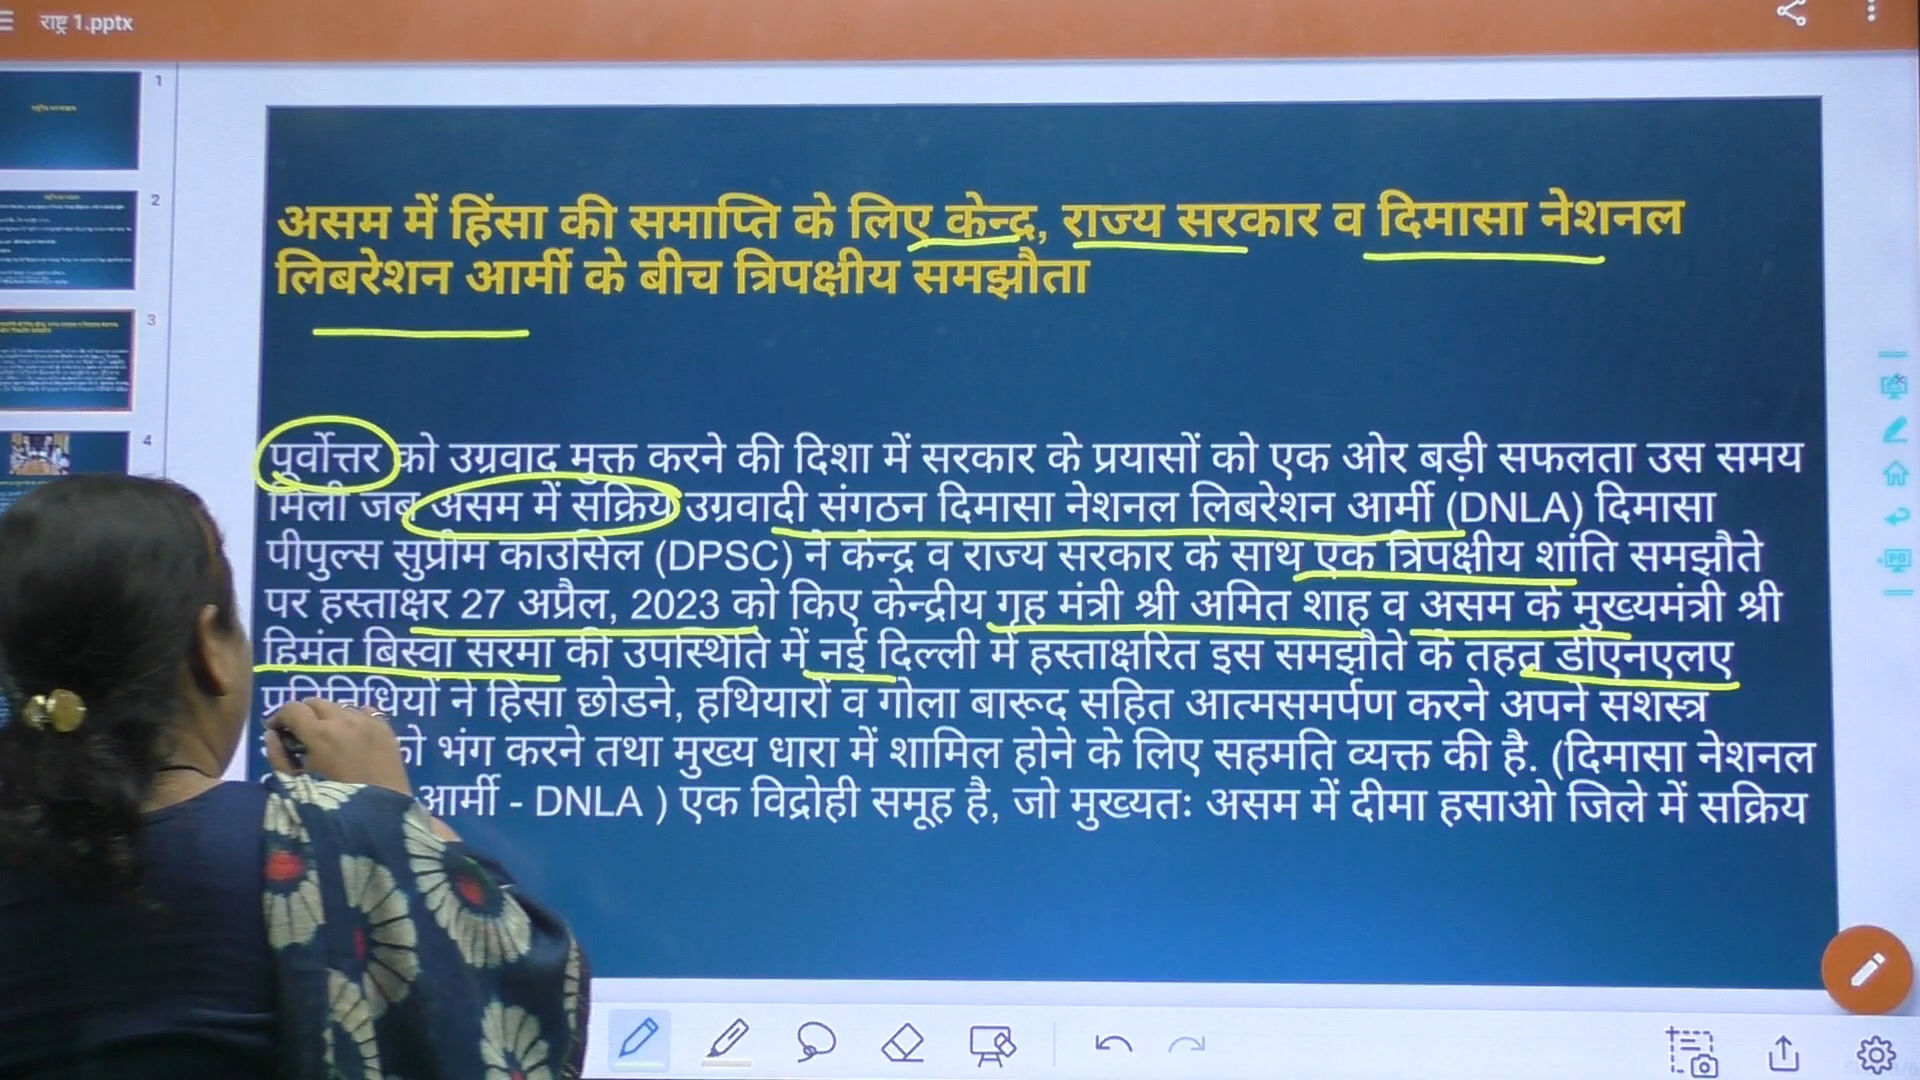 राष्ट्र 1.pptx
1
2
3
4
असम में हिंसा की समाप्ति के लिए केन्द्र, राज्य सरकार व दिमासा नेशनल
लिबरेशन आर्मी के बीच त्रिपक्षीय समझौता
पुर्वोत्तर को उग्रवाद मुक्त करने की दिशा में सरकार के प्रयासों को एक ओर बड़ी सफलता उस समय
मिली जब असम में सक्रिय उग्रवादी संगठन दिमासा नेशनल लिबरेशन आर्मी (DNLA) दिमासा
पीपुल्स सुप्रीम काउंसिल (DPSC) ने केन्द्र व राज्य सरकार के साथ एक त्रिपक्षीय शांति समझौते
पर हस्ताक्षर 27 अप्रैल, 2023 को किए केन्द्रीय गृह मंत्री श्री अमित शाह व असम के मुख्यमंत्री श्री
हिमंत बिस्वा सरमा की उपस्थिति में नई दिल्ली में हस्ताक्षरित इस समझौते के तहत डीएनएलए
ने हिंसा छोडने, हथियारों व गोला बारूद सहित आत्मसमर्पण करने अपने सशस्त्र
को भंग करने तथा मुख्य धारा में शामिल होने के लिए सहमति व्यक्त की है. (दिमासा नेशनल
आर्मी - DNLA ) एक विद्रोही समूह है, जो मुख्यतः असम में दीमा हसाओ जिले में सक्रिय